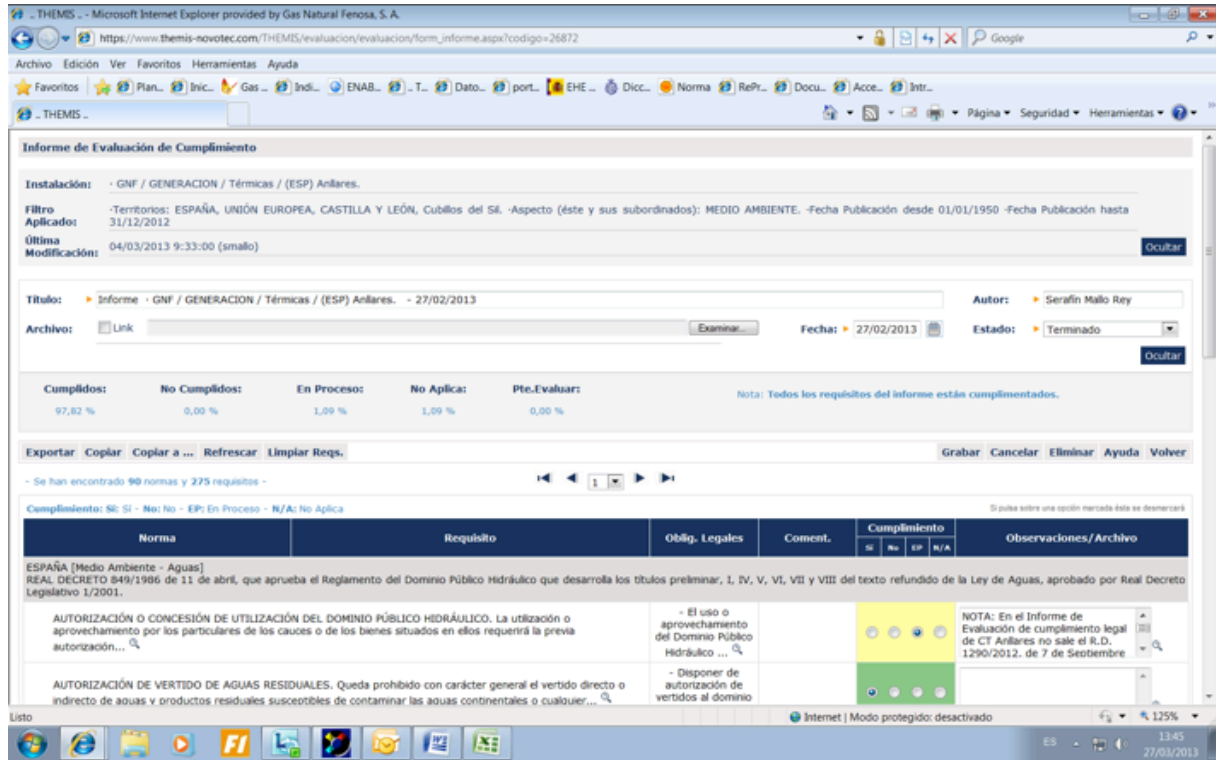 .. THEMIS .. - Microsoft Internet Explorer provided by Gas Natural Fenosa, S. A.
https://www.themis-novotec.com/THEMIS/evaluacion/evaluacion/form_informe.aspx?codigo=26872
Google
Archivo Edición Ver Favoritos Herramientas Ayuda
Favoritos Plan... Inic... Gas ... Indi... ENAB... .. T... Dato... port... EHE ... Dicc... Norma RePr... Docu... Acce... Intr...
.. THEMIS .. Página Seguridad Herramientas
Informe de Evaluación de Cumplimiento
Instalación: · GNF / GENERACION / Térmicas / (ESP) Anllares.
Filtro Aplicado: -Territorios: ESPAÑA, UNIÓN EUROPEA, CASTILLA Y LEÓN, Cubillos del Sil. -Aspecto (éste y sus subordinados): MEDIO AMBIENTE. -Fecha Publicación desde 01/01/1950 -Fecha Publicación hasta
31/12/2012
Última Modificación: 04/03/2013 9:33:00 (smallo) Ocultar
Título: Informe · GNF / GENERACION / Térmicas / (ESP) Anllares. - 27/02/2013 Autor: Serafín Mallo Rey
Archivo: Link Examinar... Fecha: 27/02/2013 Estado: Terminado
Ocultar
Cumplidos: No Cumplidos: En Proceso: No Aplica: Pte.Evaluar:
97,82 % 0,00 % 1,09 % 1,09 % 0,00 % Nota: Todos los requisitos del informe están cumplimentados.
Exportar Copiar Copiar a ... Refrescar Limpiar Reqs. Grabar Cancelar Eliminar Ayuda Volver
- Se han encontrado 90 normas y 275 requisitos - 1
Cumplimiento: Sí: Sí - No: No - EP: En Proceso - N/A: No Aplica Si pulsa sobre una opción marcada ésta se desmarcará
Norma Requisito Oblig. Legales Coment. Cumplimiento Observaciones/Archivo
Sí No EP N/A
ESPAÑA [Medio Ambiente - Aguas]
REAL DECRETO 849/1986 de 11 de abril, que aprueba el Reglamento del Dominio Público Hidráulico que desarrolla los títulos preliminar, I, IV, V, VI, VII y VIII del texto refundido de la Ley de Aguas, aprobado por Real Decreto
Legislativo 1/2001.
AUTORIZACIÓN O CONCESIÓN DE UTILIZACIÓN DEL DOMINIO PÚBLICO HIDRÁULICO. La utilización o
aprovechamiento por los particulares de los cauces o de los bienes situados en ellos requerirá la previa
autorización...
- El uso o
aprovechamiento
del Dominio Público
Hidráulico ...
NOTA: En el Informe de
Evaluación de cumplimiento legal
de CT Anllares no sale el R.D.
1290/2012, de 7 de Septiembre
AUTORIZACIÓN DE VERTIDO DE AGUAS RESIDUALES. Queda prohibido con carácter general el vertido directo o
indirecto de aguas y productos residuales susceptibles de contaminar las aguas continentales o cualquier...
- Disponer de
autorización de
vertidos al dominio
Listo Internet | Modo protegido: desactivado 125%
ES 13:45
27/03/2013